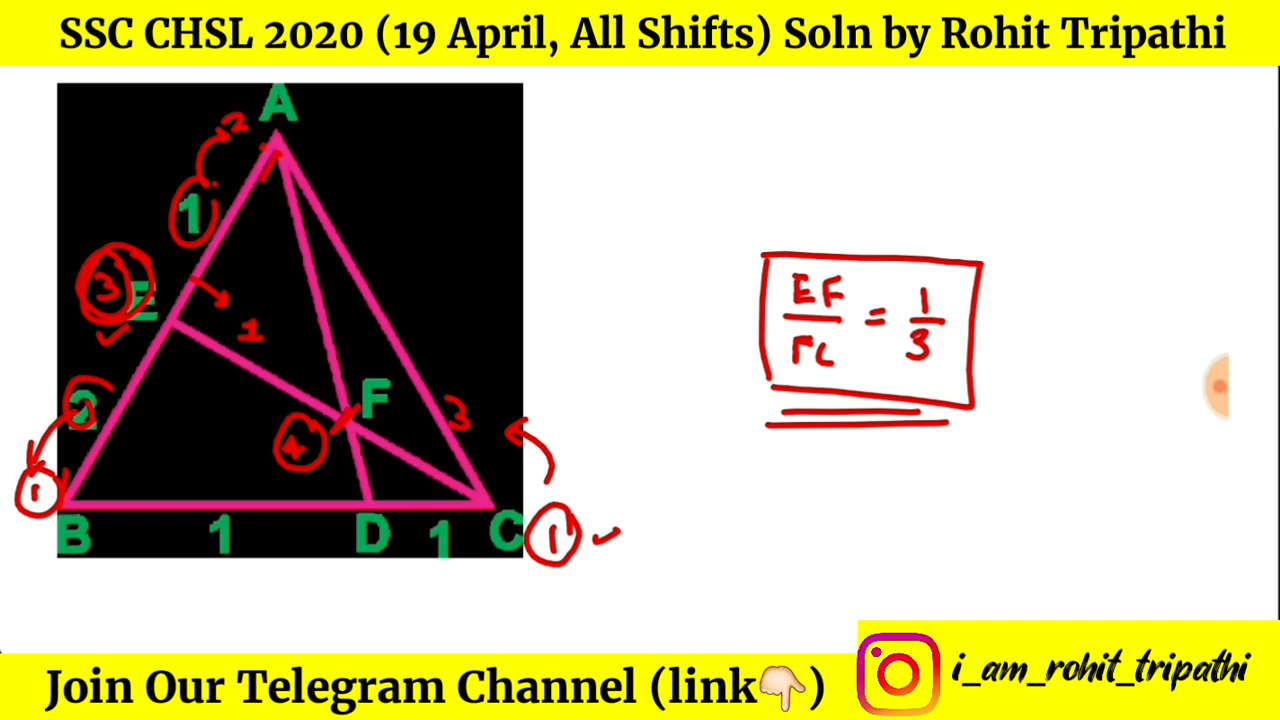 SSC CHSL 2020 (19 April, All Shifts) Soln by Rohit Tripathi
A
2
1
3
E
1
F
3
4
1
B
1
D
1
C
1
EF
1
=
FC
3
Join Our Telegram Channel (link👇)
i_am_rohit_tripathi